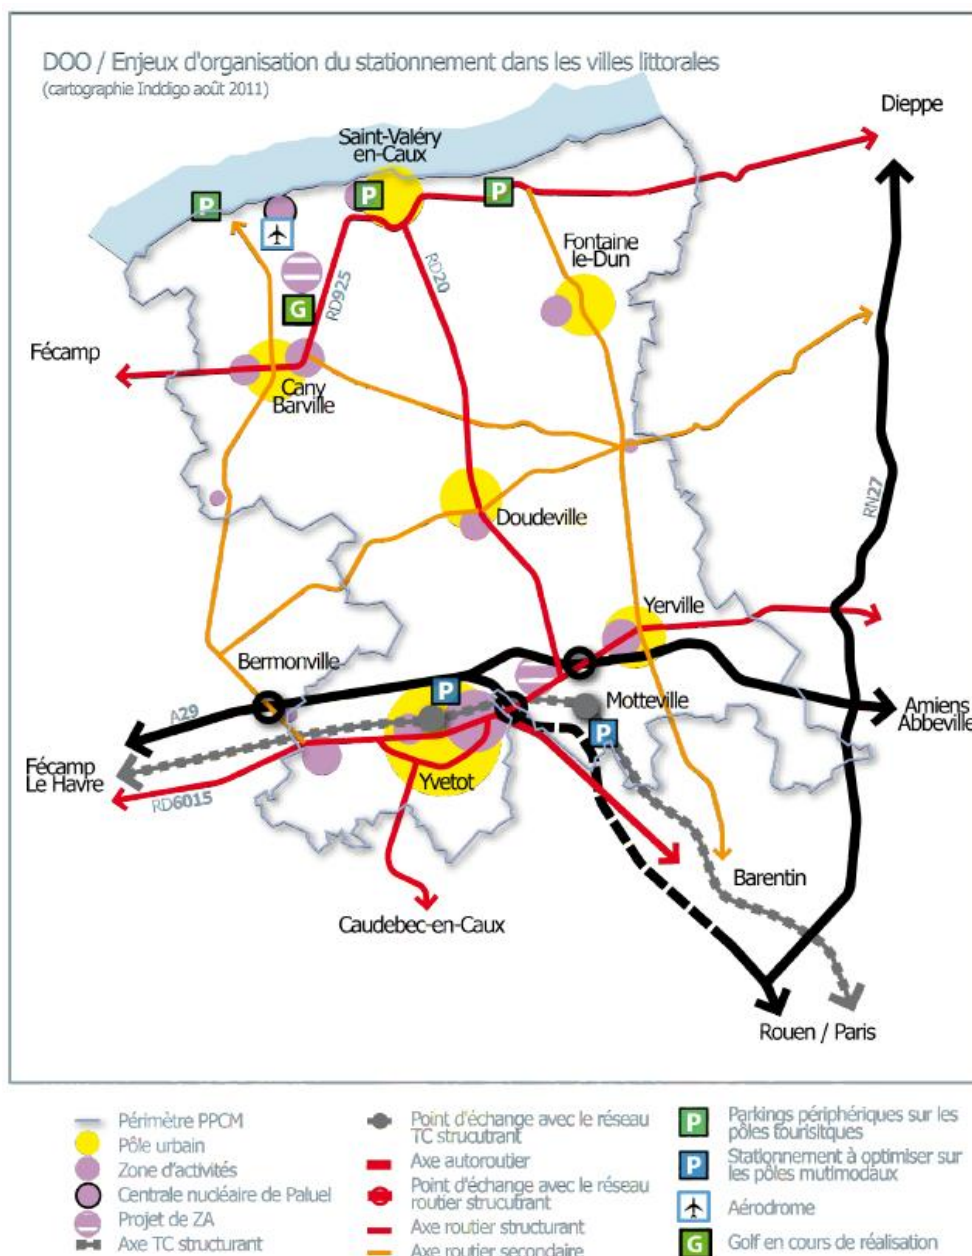 DOO / Enjeux d'organisation du stationnement dans les villes littorales
(cartographie Inddigo août 2011)
Dieppe
Saint-Valéry
en-Caux
P
P
P
Fontaine
le-Dun
RD20
RD925
G
Fécamp
Cany
Barville
RN27
Doudeville
Yerville
Bermonville
P
Motteville
A29
P
Amiens
Abbeville
Fécamp
Le Havre
RD6015
Yvetot
Barentin
Caudebec-en-Caux
Rouen / Paris
Périmètre PPCM
Pôle urbain
Zone d'activités
Centrale nucléaire de Paluel
Projet de ZA
Axe TC structurant
Point d'échange avec le réseau
TC strucutrant
Axe autoroutier
Point d'échange avec le réseau
routier strucutrant
Axe routier structurant
Axe routier secondaire
P Parkings périphériques sur les
pôles tourisitques
P Stationnement à optimiser sur
les pôles mutimodaux
Aérodrome
G Golf en cours de réalisation